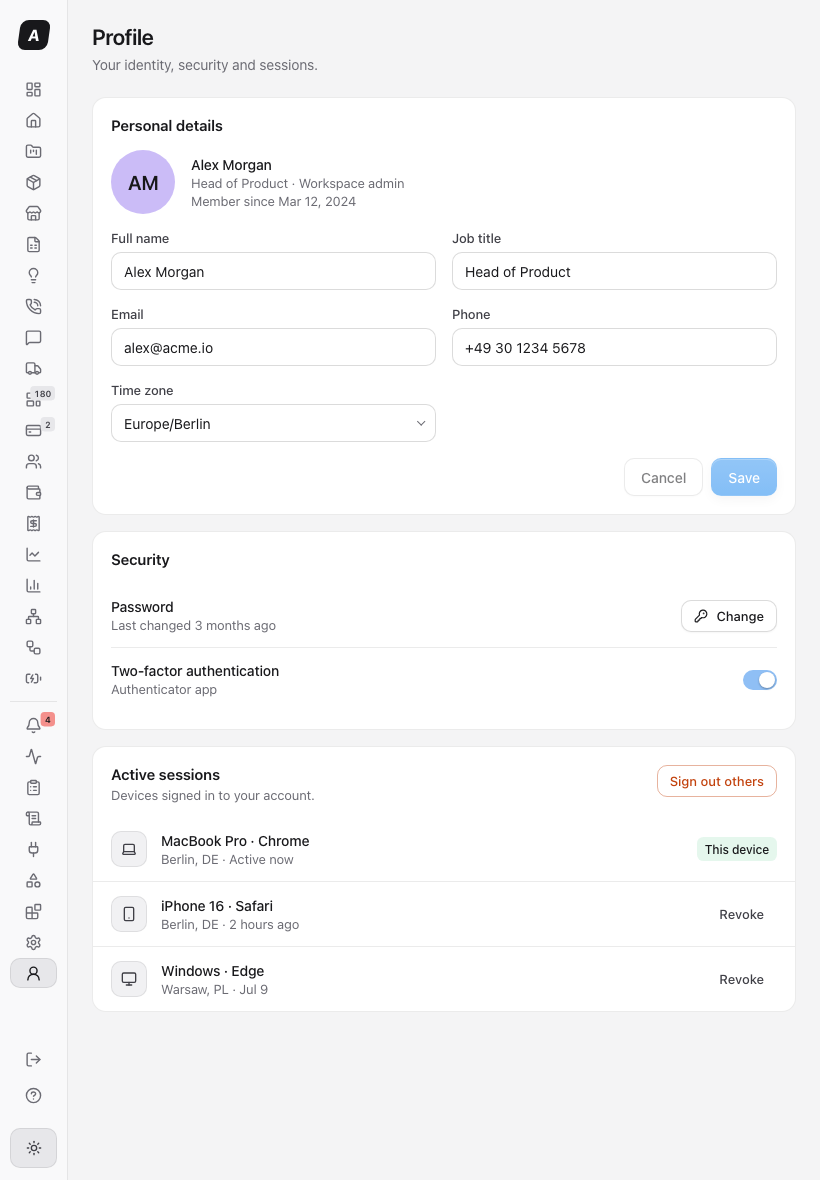 A
Profile
Your identity, security and sessions.
Personal details
AM
Alex Morgan
Head of Product · Workspace admin
Member since Mar 12, 2024
Full name
Job title
Alex Morgan
Head of Product
Email
Phone
alex@acme.io
+49 30 1234 5678
Time zone
Europe/Berlin
180
2
Cancel
Save
Security
Password
Last changed 3 months ago
Change
Two-factor authentication
Authenticator app
4
Active sessions
Devices signed in to your account.
Sign out others
MacBook Pro · Chrome
Berlin, DE · Active now
This device
iPhone 16 · Safari
Berlin, DE · 2 hours ago
Revoke
Windows · Edge
Warsaw, PL · Jul 9
Revoke